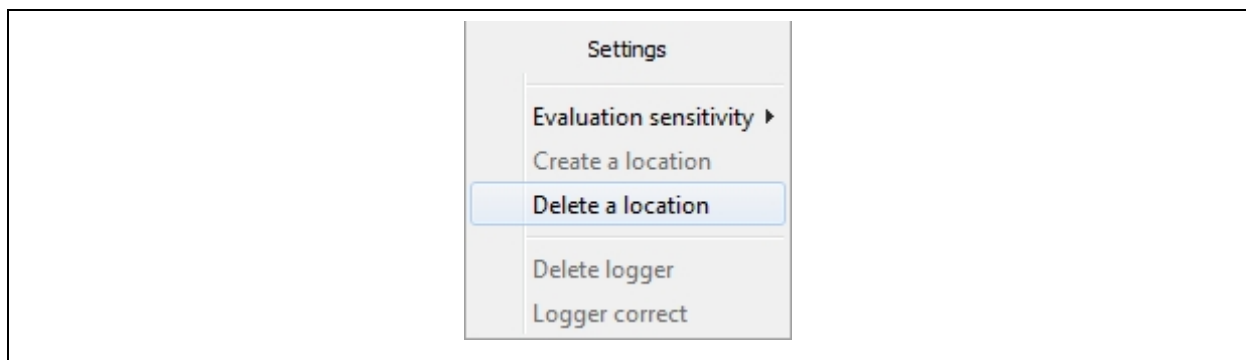 Settings
Evaluation sensitivity
Create a location
Delete a location
Delete logger
Logger correct